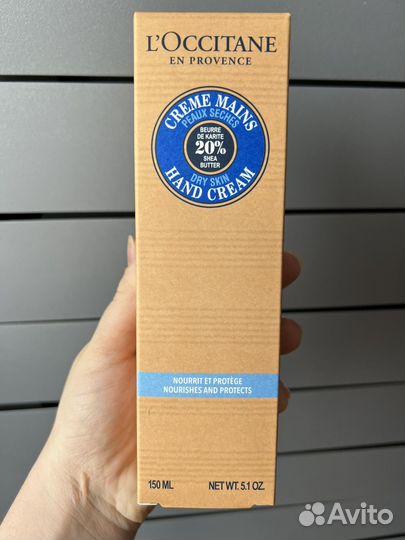 L'OCCITANE
EN PROVENCE
CREME MAINS
PEAUX SECHES
BEURRE
DE KARITE
20%
SHEA
BUTTER
DRY SKIN
HAND CREAM
NOURRIT ET PROTÈGE
NOURISHES AND PROTECTS
150 ML NET WT. 5.1 OZ.
Avito